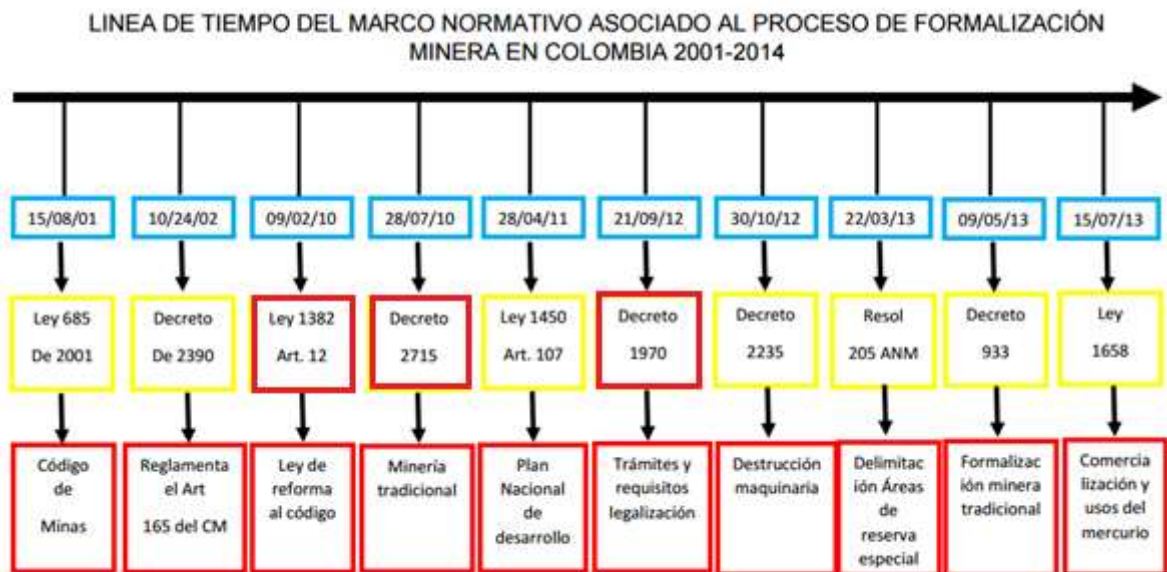 LINEA DE TIEMPO DEL MARCO NORMATIVO ASOCIADO AL PROCESO DE FORMALIZACIÓN
MINERA EN COLOMBIA 2001-2014
15/08/01
10/24/02
09/02/10
28/07/10
28/04/11
21/09/12
30/10/12
22/03/13
09/05/13
15/07/13
Ley 685
De 2001
Decreto
De 2390
Ley 1382
Art. 12
Decreto
2715
Ley 1450
Art. 107
Decreto
1970
Decreto
2235
Resol
205 ANM
Decreto
933
Ley
1658
Código
de
Minas
Reglamenta
el Art
165 del CM
Ley de
reforma
al código
Minería
tradicional
Plan
Nacional
de
desarrollo
Trámites y
requisitos
legalización
Destrucción
maquinaria
Delimitac
ión Áreas
de
reserva
especial
Formalizac
ión minera
tradicional
Comercia
lización y
usos del
mercurio